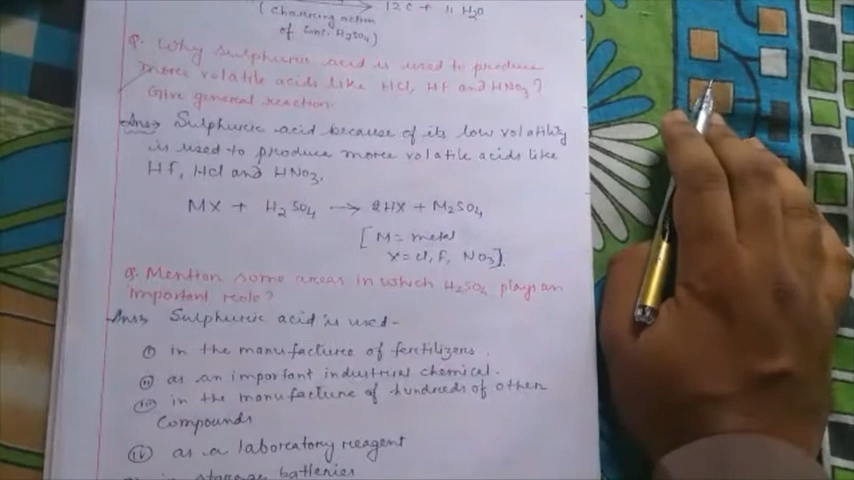 12C + 11 H2O
(Charring action
of conc. H2SO4)
Q. Why sulphuric acid is used to produce
more volatile acids like HCl, HF and HNO3?
Give general reaction.
Ans> Sulphuric acid because of its low volatility
is used to produce more volatile acids like
HF, HCl and HNO3.
MX + H2SO4 → 2HX + M2SO4
[M = metal
X = Cl, F, NO3].
Q. Mention some areas in which H2SO4 plays an
important role?
Ans> Sulphuric acid is used -
(i) in the manufacture of fertilizers.
(ii) as an important industrial chemical.
(iii) in the manufacture of hundreds of other
compounds
(iv) as a laboratory reagent
in storage batteries